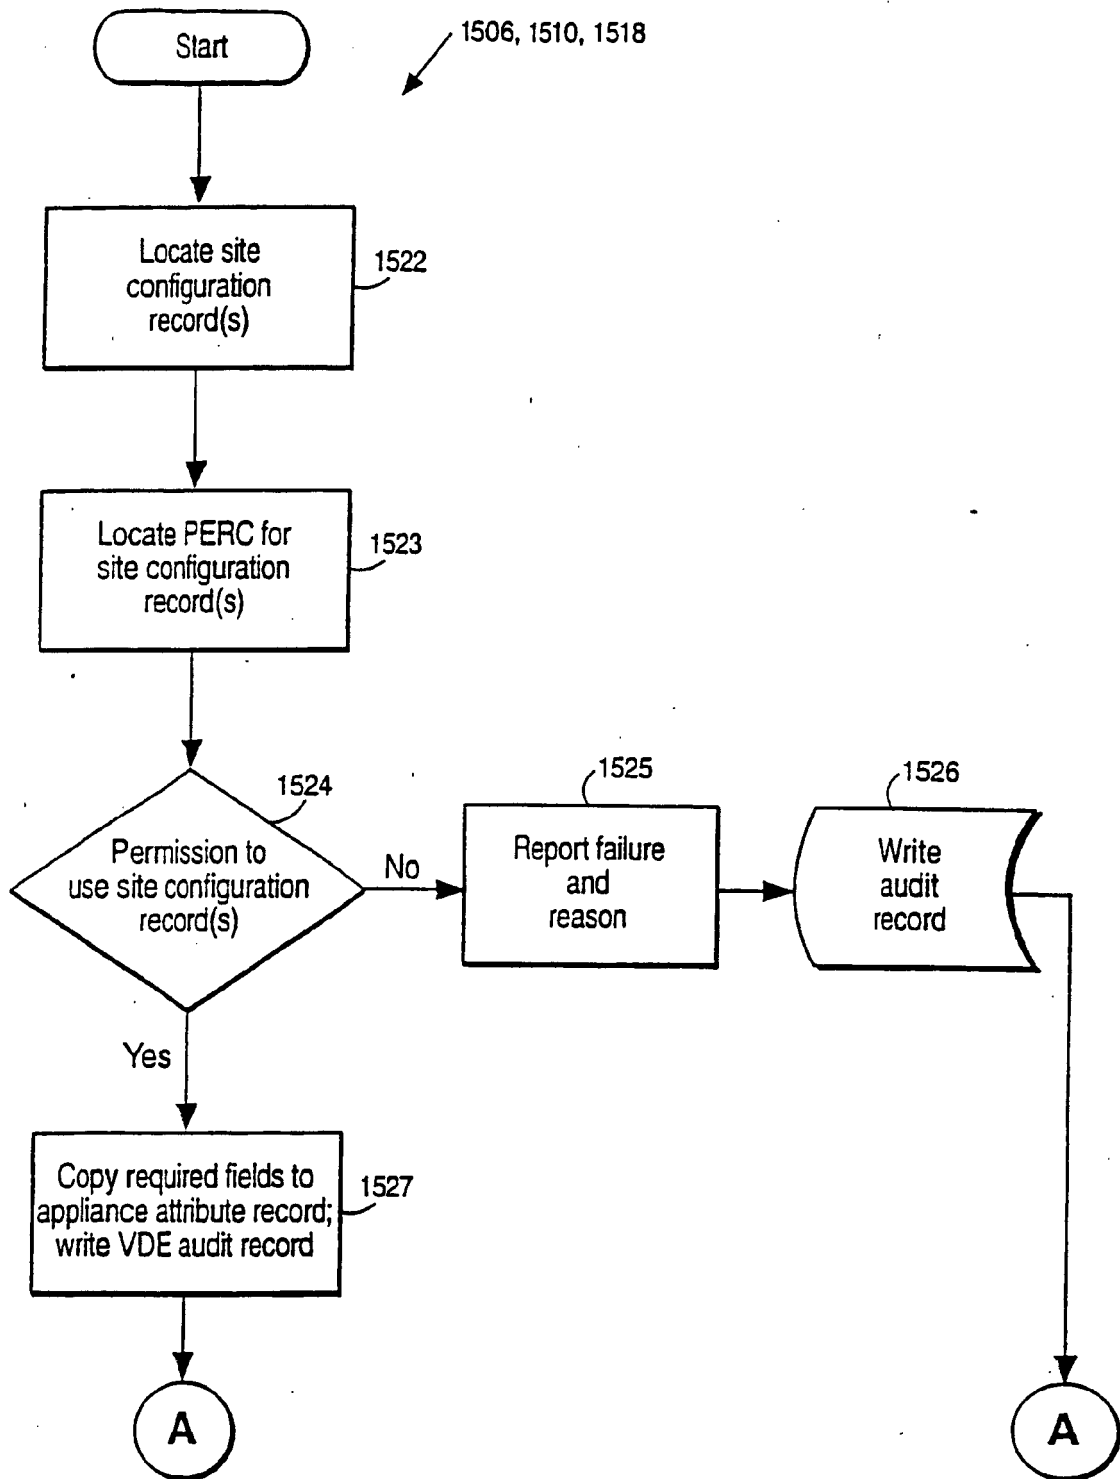 Start
1506, 1510, 1518
Locate site
configuration
record(s)
1522
Locate PERC for
site configuration
record(s)
1523
1524
Permission to
use site configuration
record(s)
No
1525
Report failure
and
reason
1526
Write
audit
record
Yes
Copy required fields to
appliance attribute record;
write VDE audit record
1527
A
A